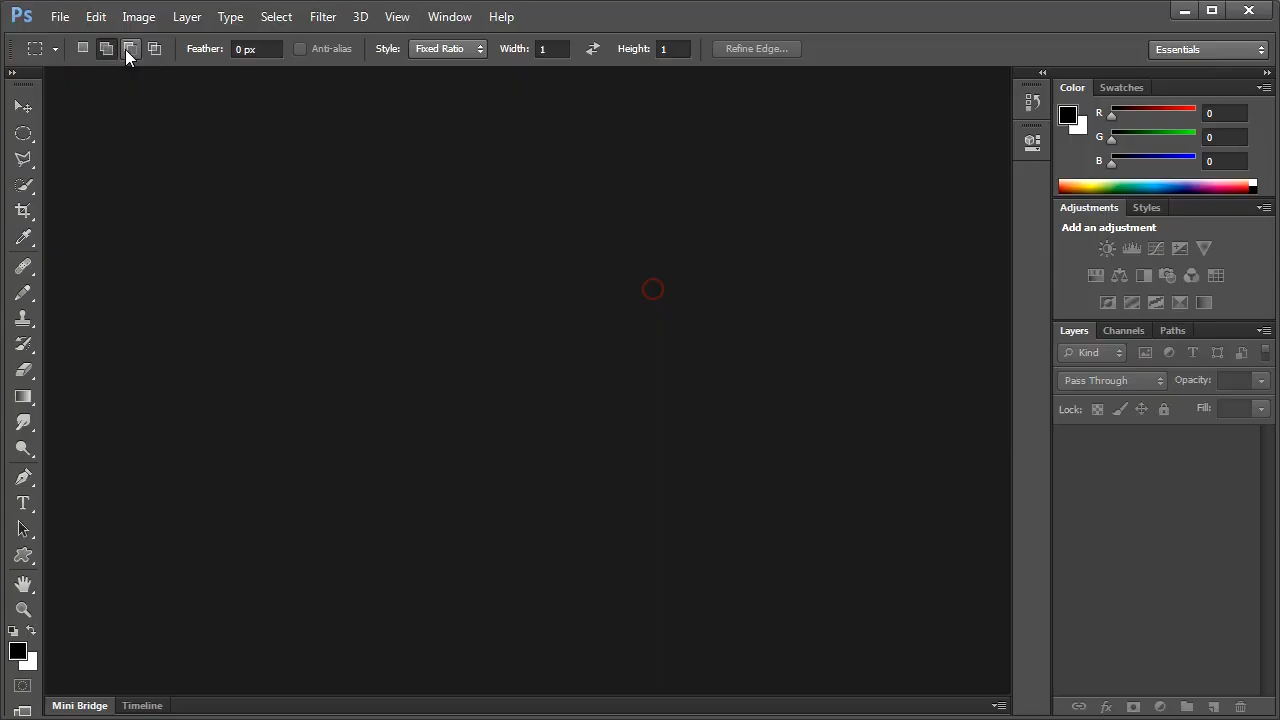 Ps File Edit Image Layer Type Select Filter 3D View Window Help
Feather: 0 px Anti-alias Style: Fixed Ratio Width: 1 Height: 1 Refine Edge... Essentials
Color Swatches
R 0
G 0
B 0
Adjustments Styles
Add an adjustment
Layers Channels Paths
Kind
Pass Through Opacity:
Lock: Fill:
T
fx
Mini Bridge Timeline